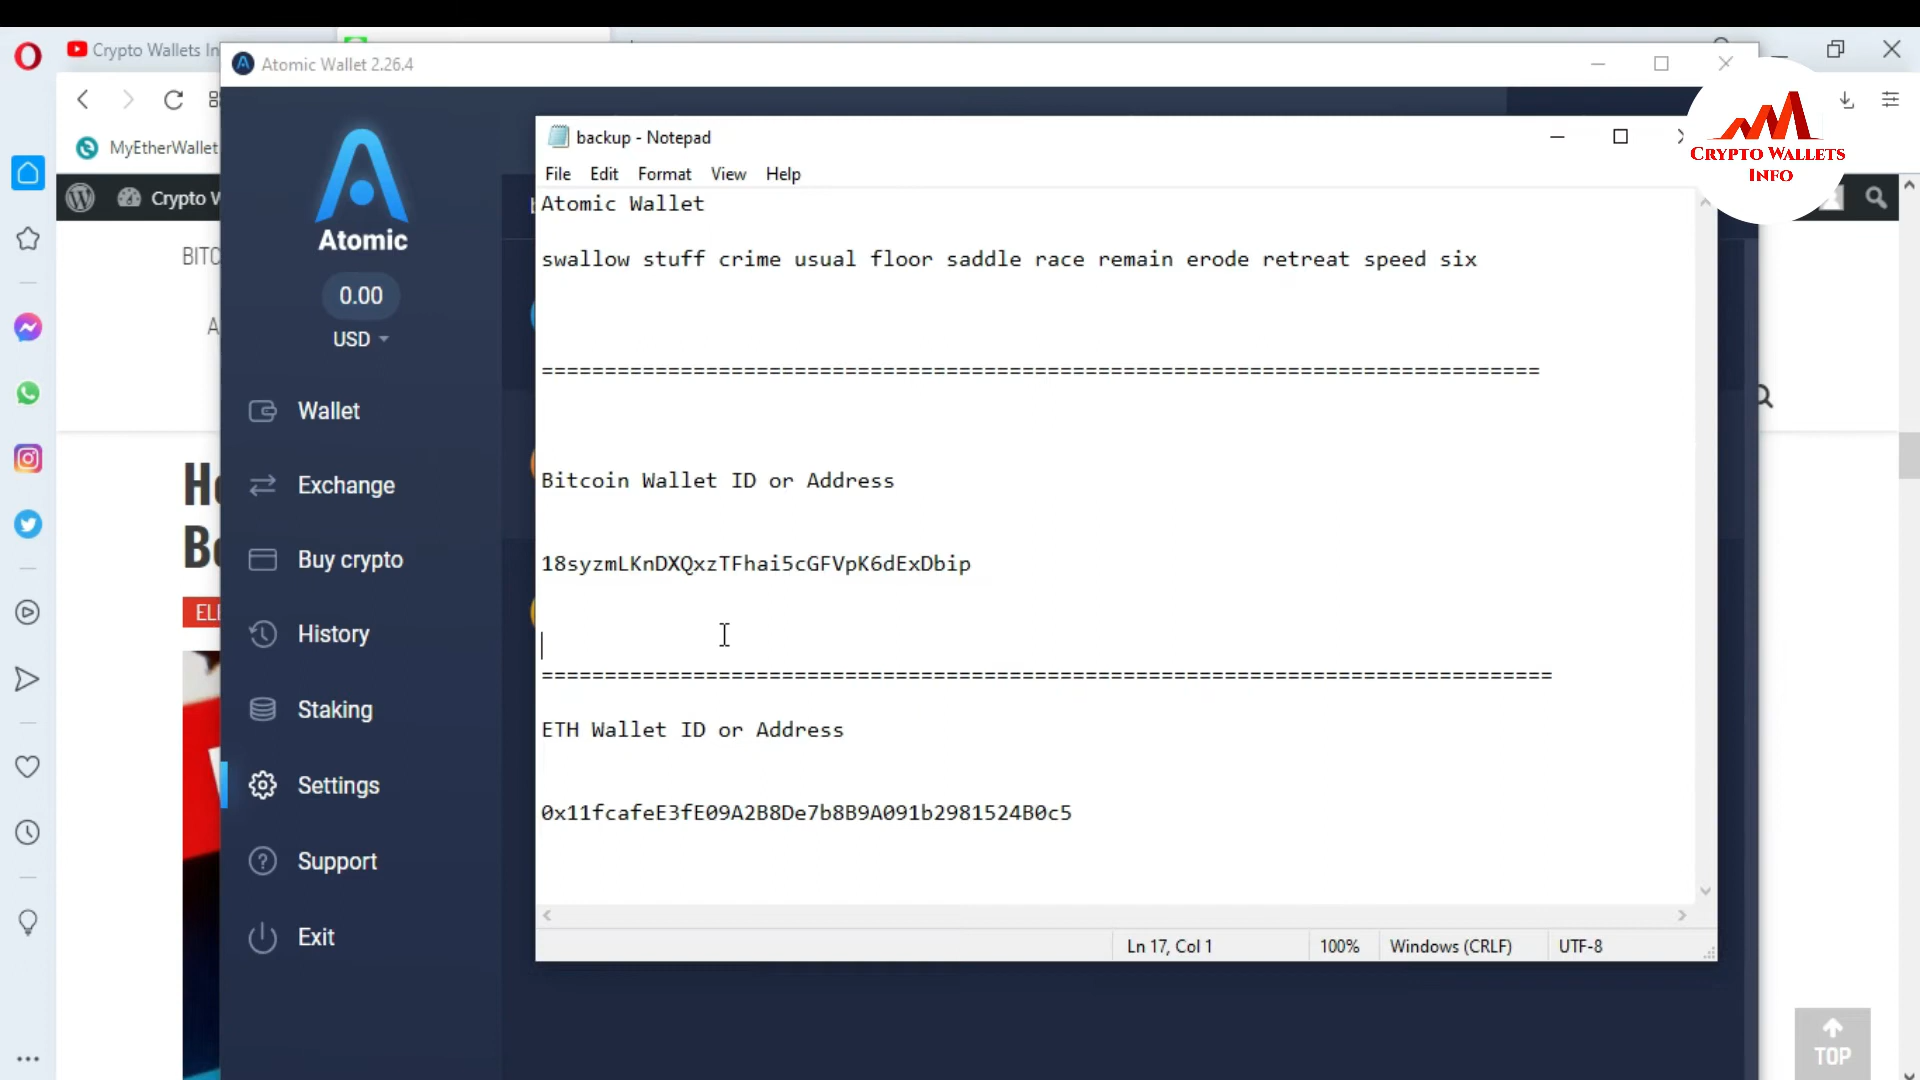 Crypto Wallets In
Atomic Wallet 2.26.4
MyEtherWallet
backup - Notepad
CRYPTO WALLETS
INFO
File Edit Format View Help
Crypto W
Atomic Wallet
Atomic
BITC
swallow stuff crime usual floor saddle race remain erode retreat speed six
0.00
USD
A
===============================================================================
Wallet
Bitcoin Wallet ID or Address
Exchange
Ho
Be
Buy crypto
18syzmLKnDXQxzTFhai5cGFVpK6dExDbip
ELE
History
================================================================================
Staking
ETH Wallet ID or Address
Settings
0x11fcafeE3fE09A2B8De7b8B9A091b2981524B0c5
Support
Exit
Ln 17, Col 1
100%
Windows (CRLF)
UTF-8
TOP